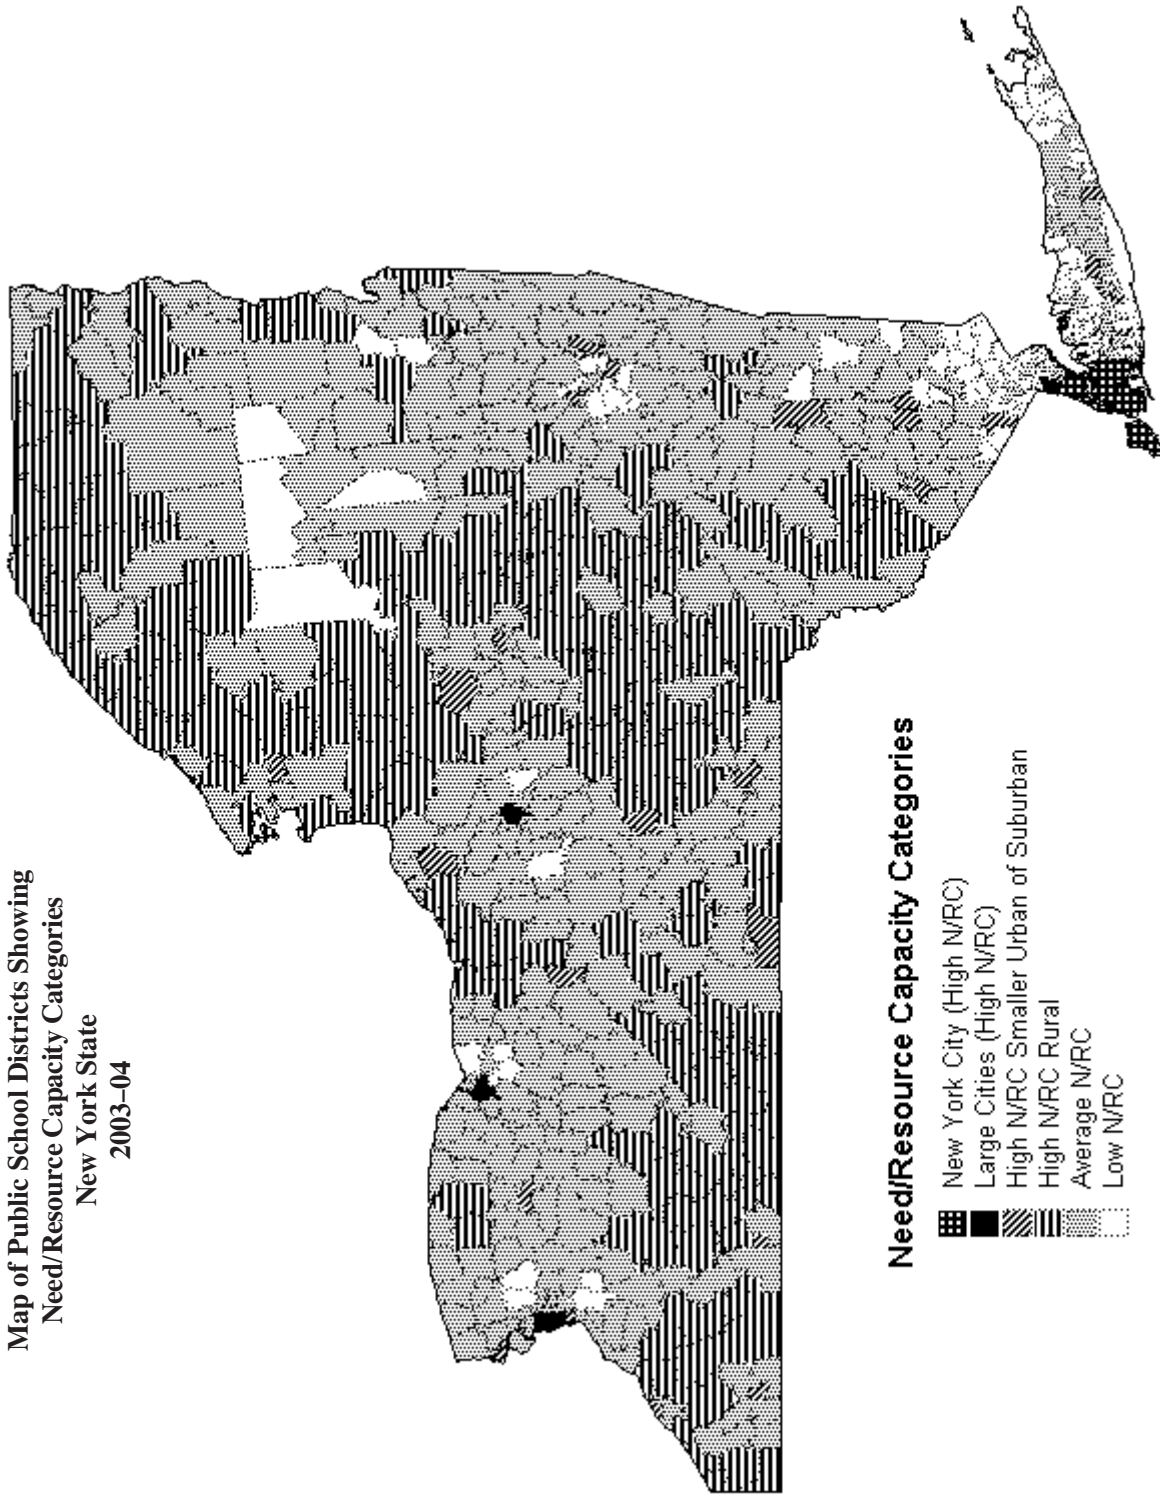 Map of Public School Districts Showing
Need/Resource Capacity Categories
New York State
2003–04
Need/Resource Capacity Categories
New York City (High N/RC)
Large Cities (High N/RC)
High N/RC Smaller Urban of Suburban
High N/RC Rural
Average N/RC
Low N/RC